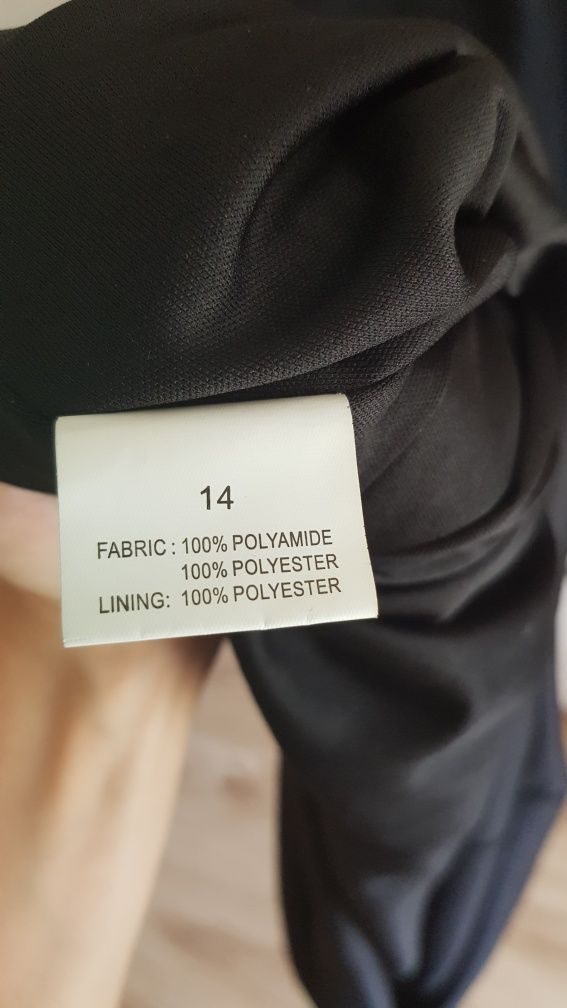 14
FABRIC : 100% POLYAMIDE
100% POLYESTER
LINING: 100% POLYESTER